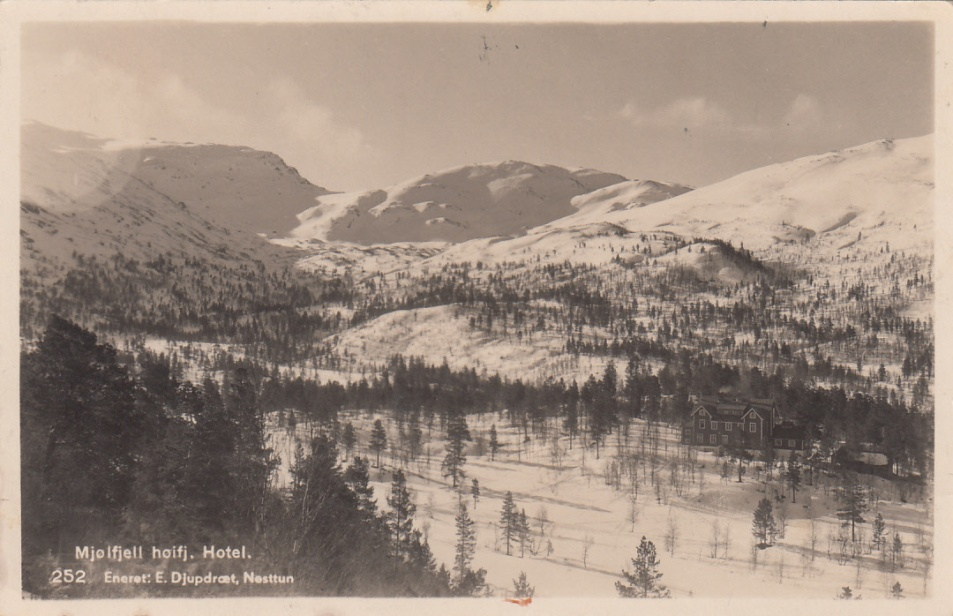 Mjølfjell høifj. Hotel.
252 Eneret: E. Djupdræt, Nesttun